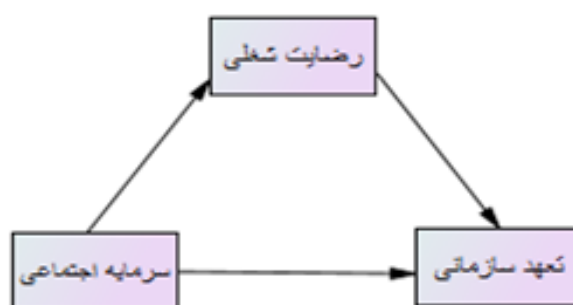 رضایت شغلی
سرمایه اجتماعی
تعهد سازمانی